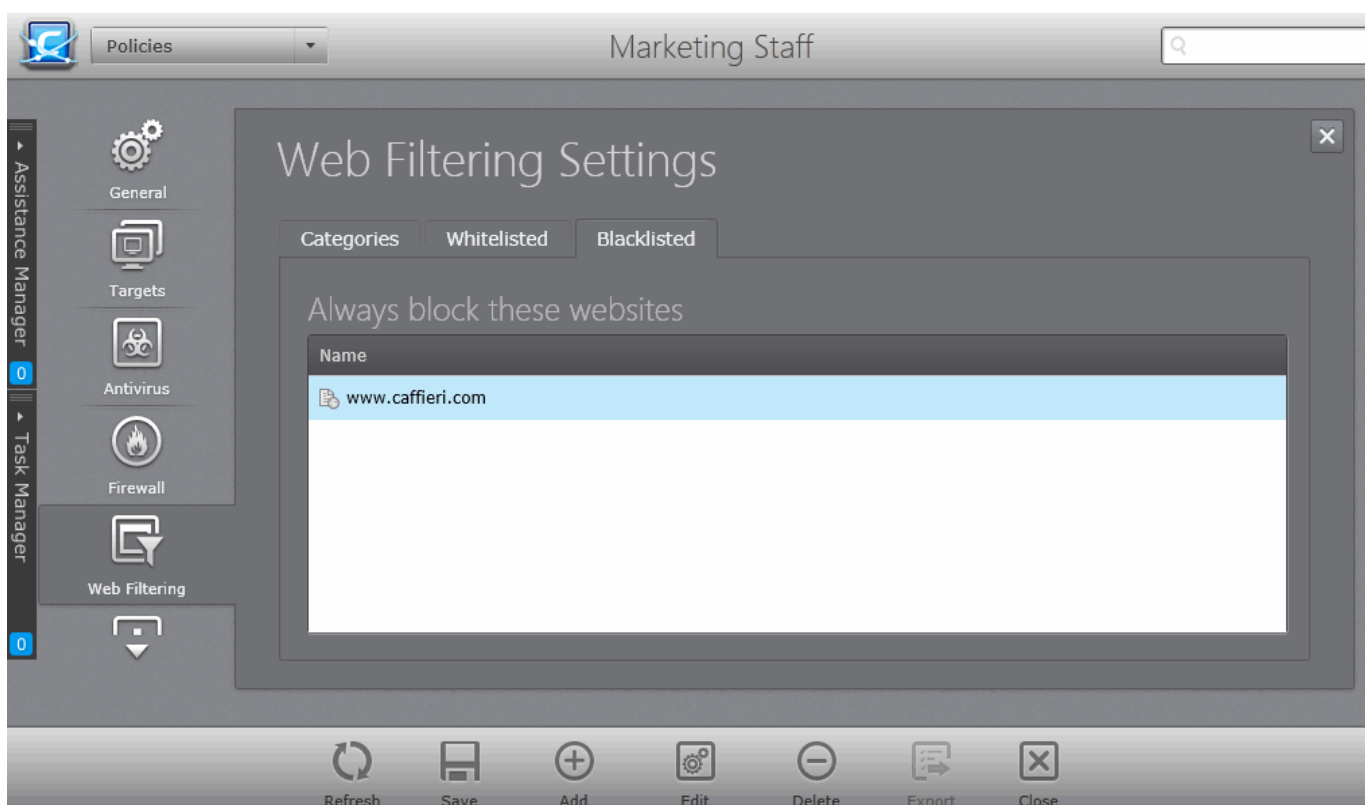 Policies
Marketing Staff
Assistance Manager
0
Task Manager
0
General
Targets
Antivirus
Firewall
Web Filtering
Web Filtering Settings
Categories
Whitelisted
Blacklisted
Always block these websites
Name
www.caffieri.com
Refresh
Save
Add
Edit
Delete
Export
Close